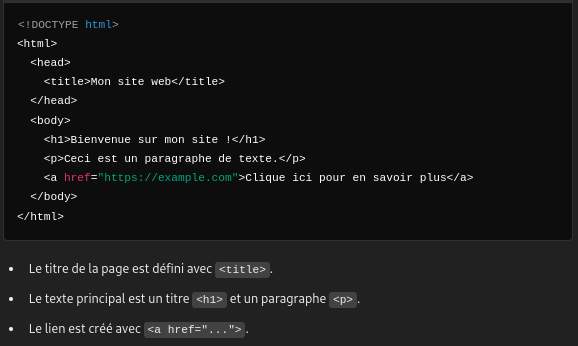 <!DOCTYPE html>
<html>
  <head>
    <title>Mon site web</title>
  </head>
  <body>
    <h1>Bienvenue sur mon site !</h1>
    <p>Ceci est un paragraphe de texte.</p>
    <a href="https://example.com">Clique ici pour en savoir plus</a>
  </body>
</html>
• Le titre de la page est défini avec <title>.
• Le texte principal est un titre <h1> et un paragraphe <p>.
• Le lien est créé avec <a href="...">.